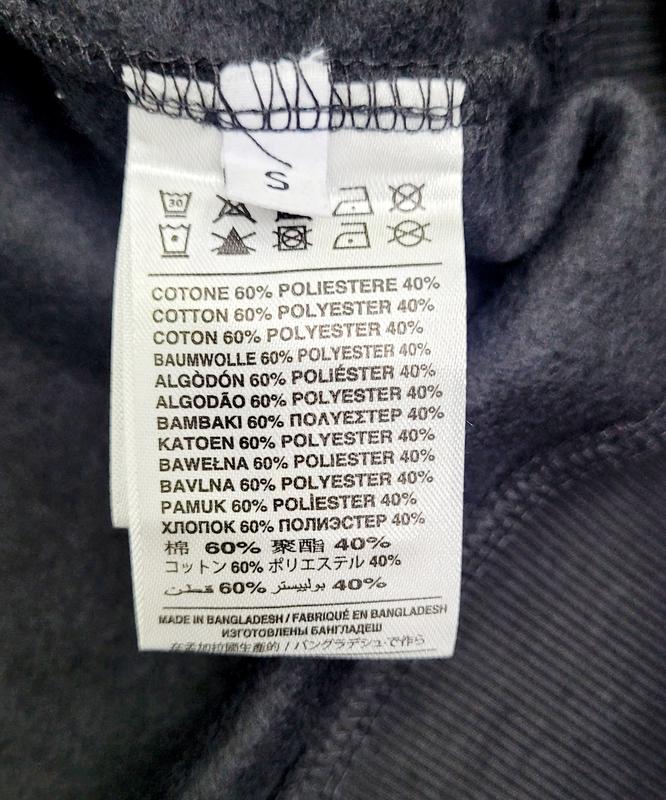 S
30
COTONE 60% POLIESTERE 40%
COTTON 60% POLYESTER 40%
COTON 60% POLYESTER 40%
BAUMWOLLE 60% POLYESTER 40%
ALGÒDÓN 60% POLIÉSTER 40%
ALGODÃO 60% POLYESTER 40%
BAMBAKI 60% ΠΟΛΥΕΣΤΕΡ 40%
KATOEN 60% POLYESTER 40%
BAWEŁNA 60% POLIESTER 40%
BAVLNA 60% POLYESTER 40%
PAMUK 60% POLİESTER 40%
ХЛОПОК 60% ПОЛИЭСТЕР 40%
棉 60% 聚酯 40%
コットン 60% ポリエステル 40%
قطن 60% بوليستر 40%
MADE IN BANGLADESH / FABRIQUÉ EN BANGLADESH
ИЗГОТОВЛЕНЫ БАНГЛАДЕШ
在孟加拉國生產的 / バングラデシュで作ら